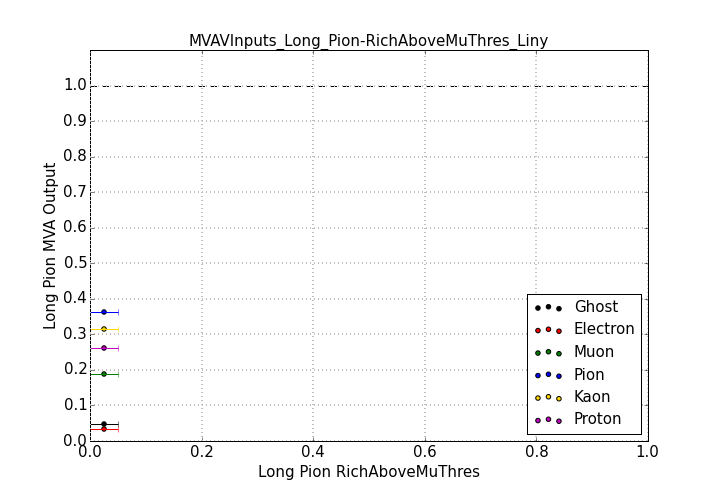 MVAVInputs_Long_Pion-RichAboveMuThres_Liny
Long Pion MVA Output
1.0
0.9
0.8
0.7
0.6
0.5
0.4
0.3
0.2
0.1
0.0
Ghost
Electron
Muon
Pion
Kaon
Proton
0.0 0.2 0.4 0.6 0.8 1.0
Long Pion RichAboveMuThres